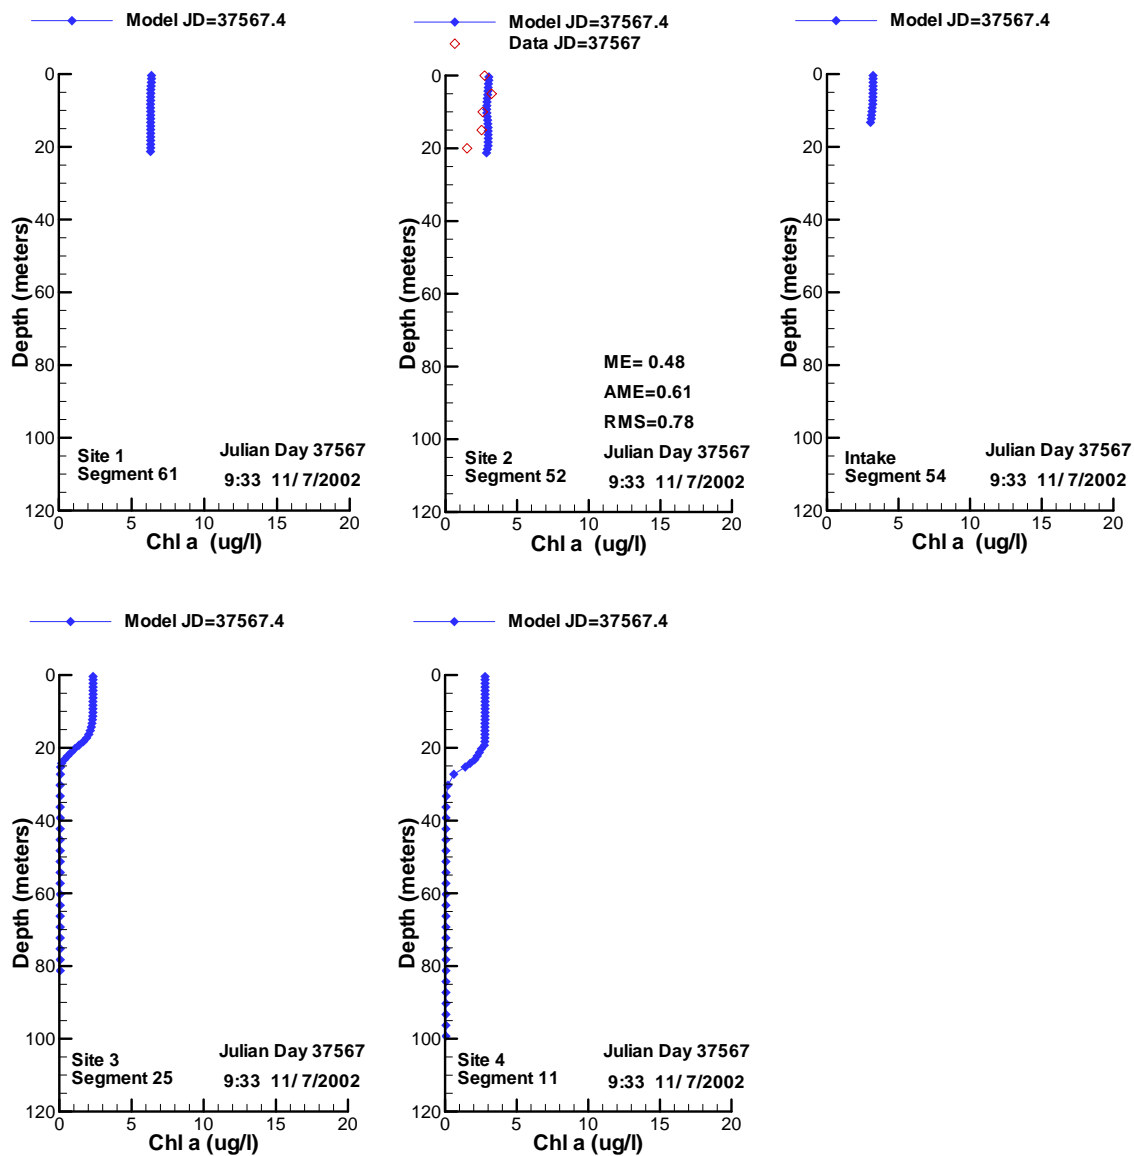 Model JD=37567.4
0
20
40
60
80
100
120
Depth (meters)
Site 1
Segment 61
Julian Day 37567
9:33 11/ 7/2002
0 5 10 15 20
Chl a (ug/l)
Model JD=37567.4
Data JD=37567
0
20
40
60
80
100
120
Depth (meters)
ME= 0.48
AME=0.61
RMS=0.78
Site 2
Segment 52
Julian Day 37567
9:33 11/ 7/2002
0 5 10 15 20
Chl a (ug/l)
Model JD=37567.4
0
20
40
60
80
100
120
Depth (meters)
Intake
Segment 54
Julian Day 37567
9:33 11/ 7/2002
0 5 10 15 20
Chl a (ug/l)
Model JD=37567.4
0
20
40
60
80
100
120
Depth (meters)
Site 3
Segment 25
Julian Day 37567
9:33 11/ 7/2002
0 5 10 15 20
Chl a (ug/l)
Model JD=37567.4
0
20
40
60
80
100
120
Depth (meters)
Site 4
Segment 11
Julian Day 37567
9:33 11/ 7/2002
0 5 10 15 20
Chl a (ug/l)